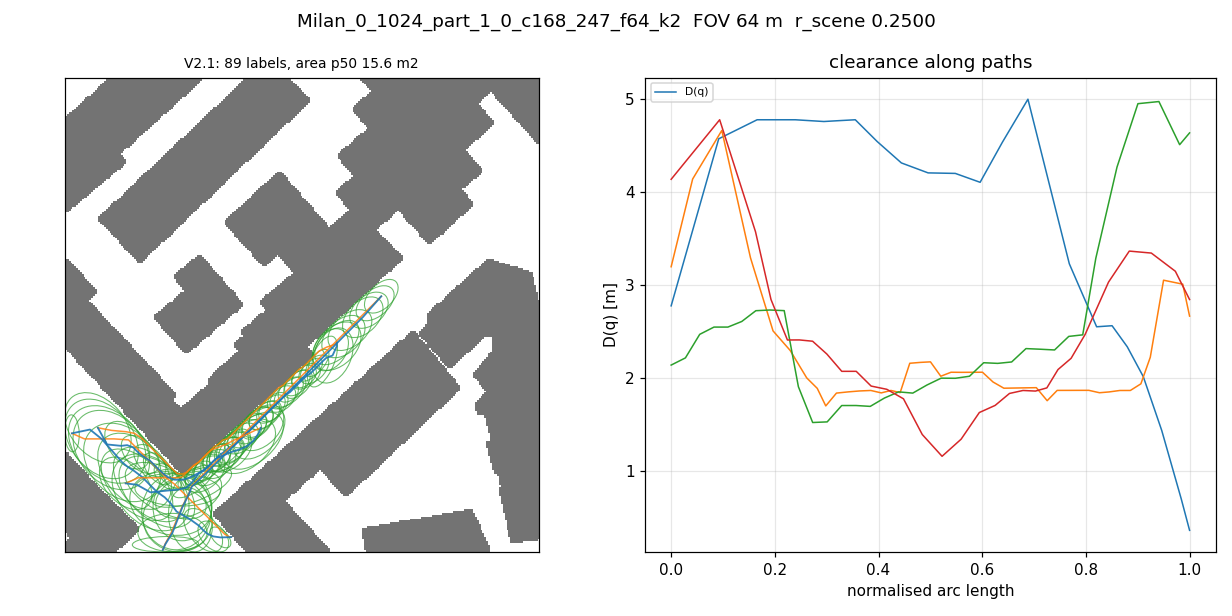 Milan_0_1024_part_1_0_c168_247_f64_k2  FOV 64 m  r_scene 0.2500
V2.1: 89 labels, area p50 15.6 m2
clearance along paths
D(q)
5
4
3
2
1
D(q) [m]
0.0 0.2 0.4 0.6 0.8 1.0
normalised arc length